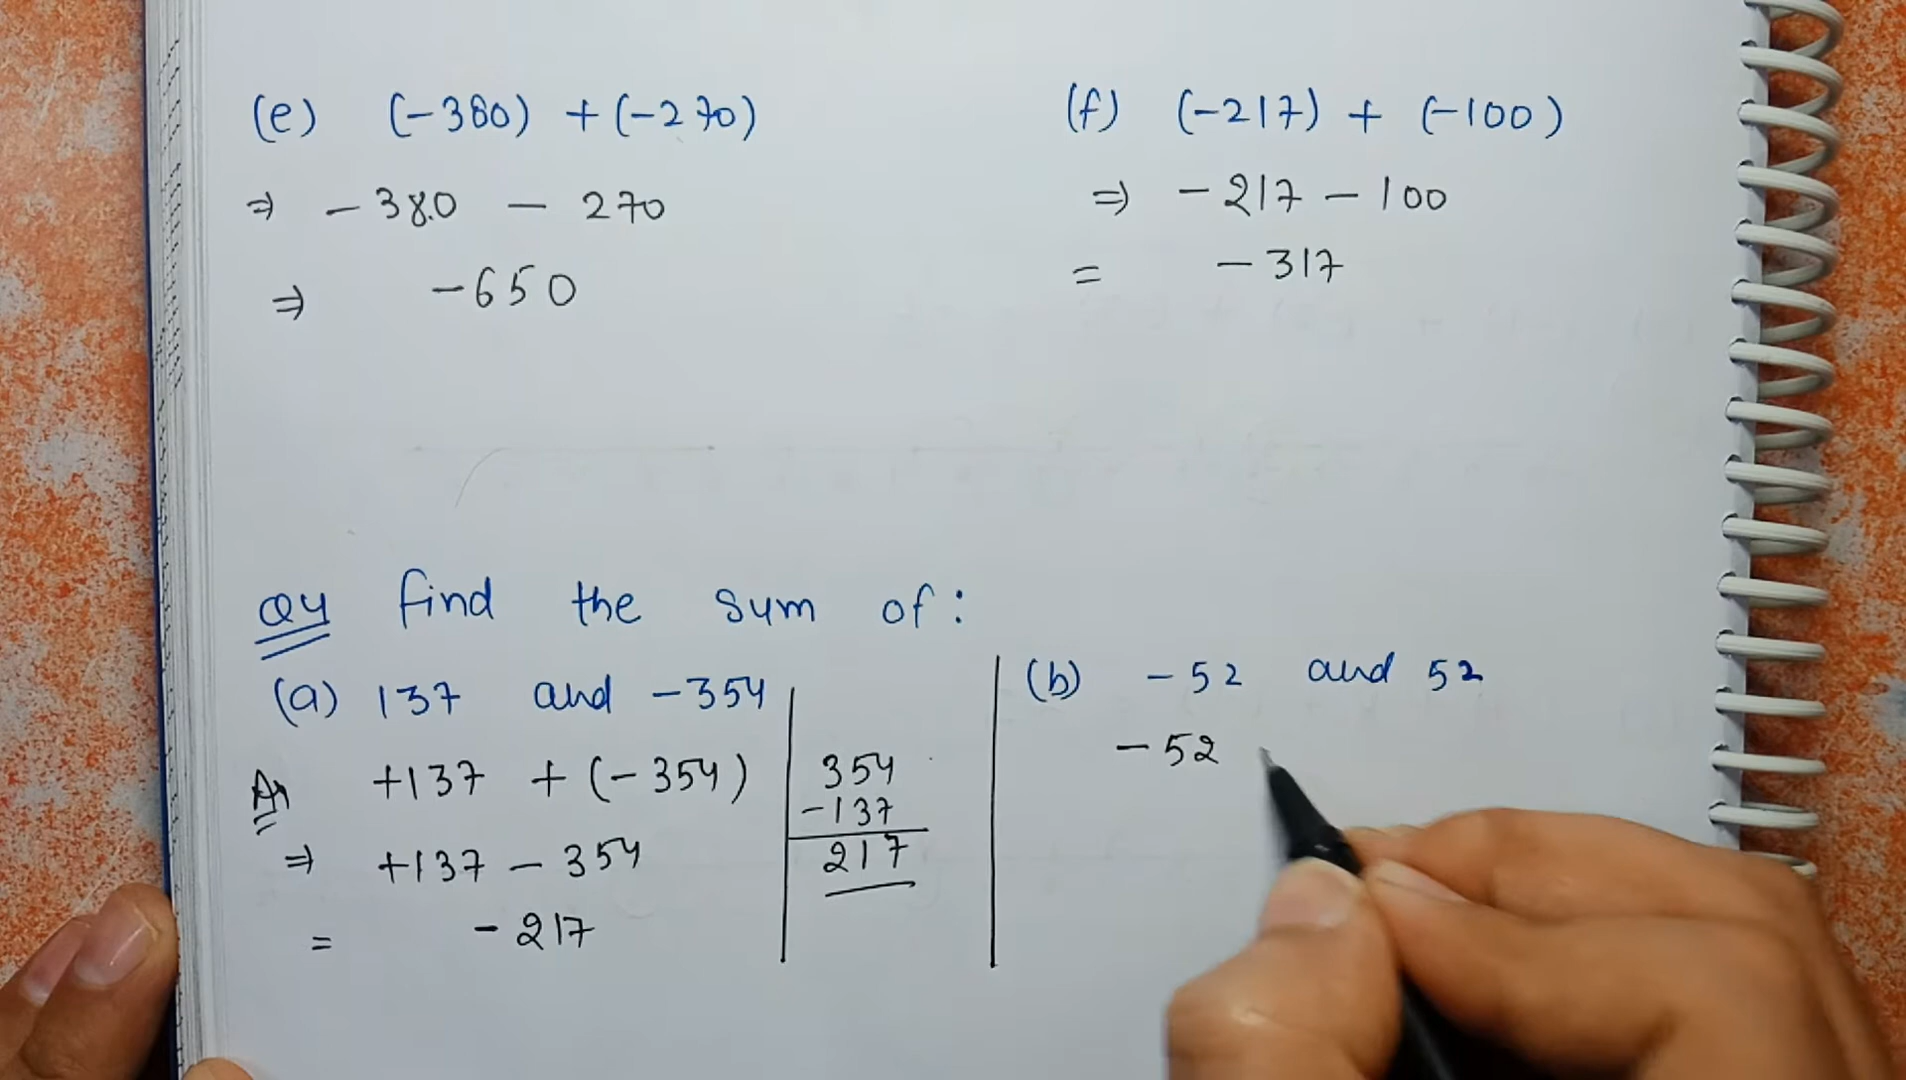 (e) (-380) + (-270)
⇒ - 380 - 270
⇒ -650
(f) (-217) + (-100)
⇒ - 217 - 100
= - 317
Q4 find the sum of :
(a) 137 and -354
Ar +137 + (-354)
⇒ +137 - 354
= - 217
354
-137
217
(b) - 52 and 52
- 52